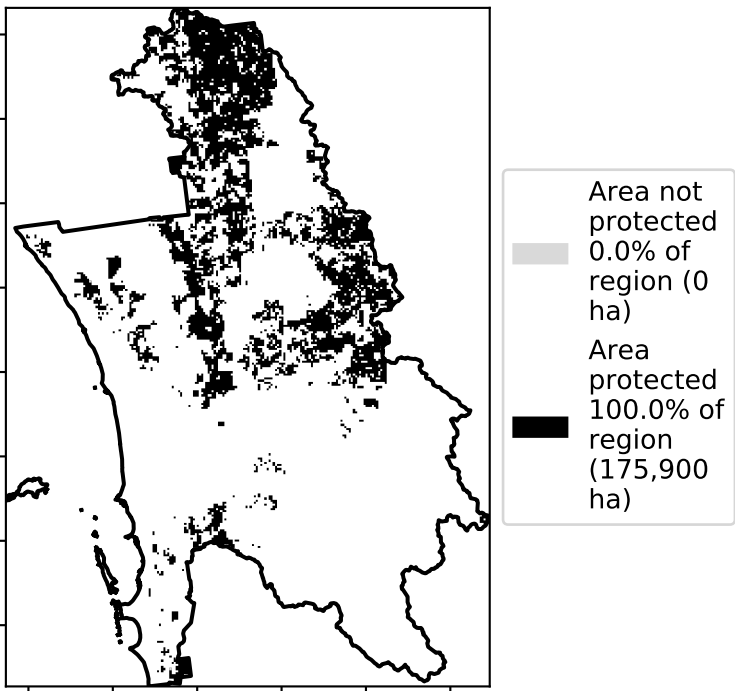 Area not
protected
0.0% of
region (0
ha)
Area
protected
100.0% of
region
(175,900
ha)